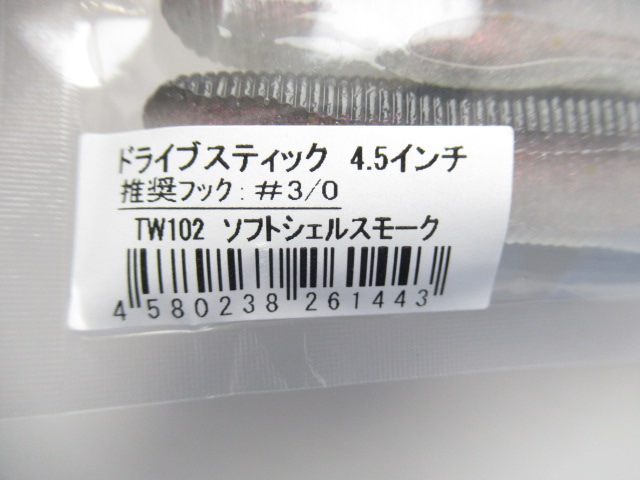 ドライブスティック 4.5インチ
推奨フック:#3/0
TW102 ソフトシェルスモーク
4 580238 261443